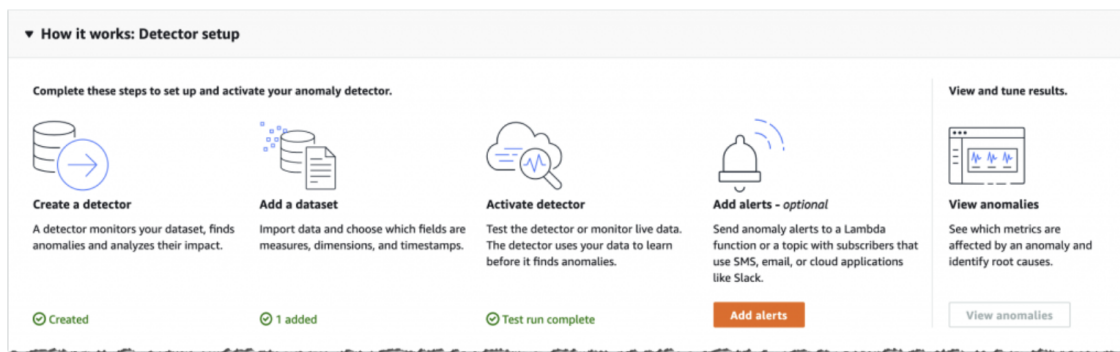 ▼ How it works: Detector setup
Complete these steps to set up and activate your anomaly detector.
Create a detector
A detector monitors your dataset, finds
anomalies and analyzes their impact.
Created
Add a dataset
Import data and choose which fields are
measures, dimensions, and timestamps.
1 added
Activate detector
Test the detector or monitor live data.
The detector uses your data to learn
before it finds anomalies.
Test run complete
Add alerts - optional
Send anomaly alerts to a Lambda
function or a topic with subscribers that
use SMS, email, or cloud applications
like Slack.
Add alerts
View and tune results.
View anomalies
See which metrics are
affected by an anomaly and
identify root causes.
View anomalies